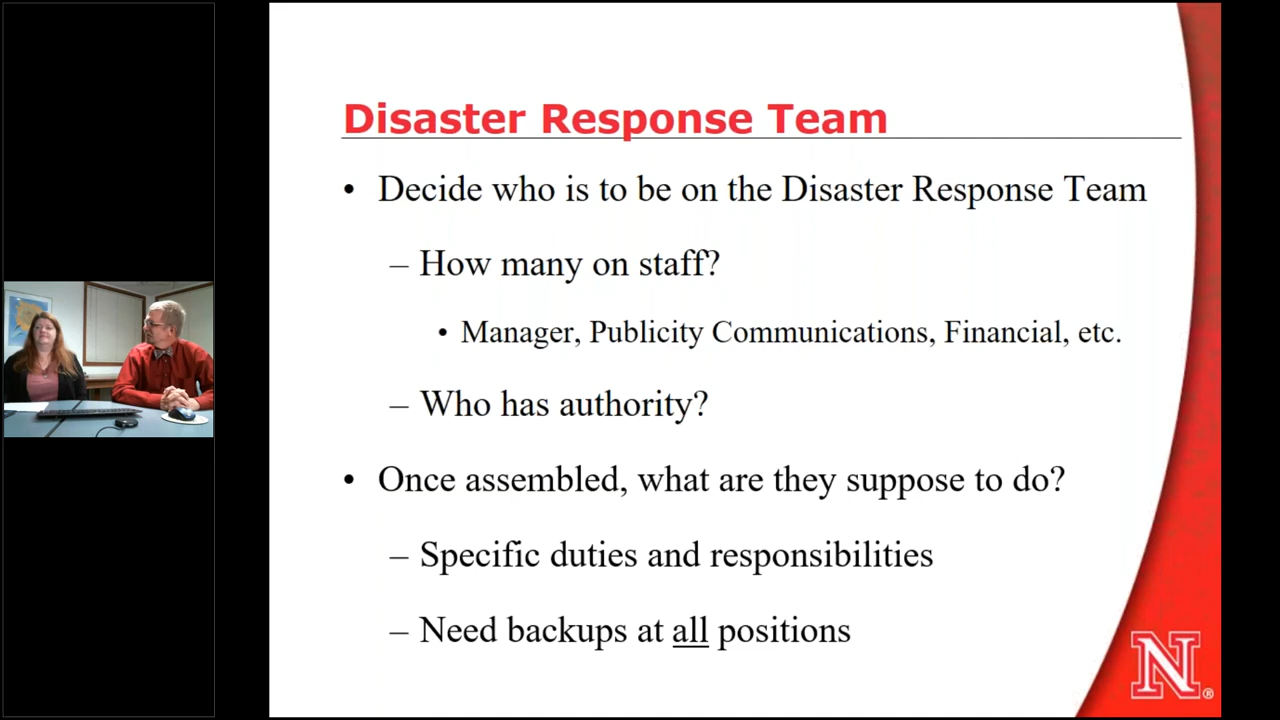 Disaster Response Team
• Decide who is to be on the Disaster Response Team
– How many on staff?
• Manager, Publicity Communications, Financial, etc.
– Who has authority?
• Once assembled, what are they suppose to do?
– Specific duties and responsibilities
– Need backups at all positions
N®